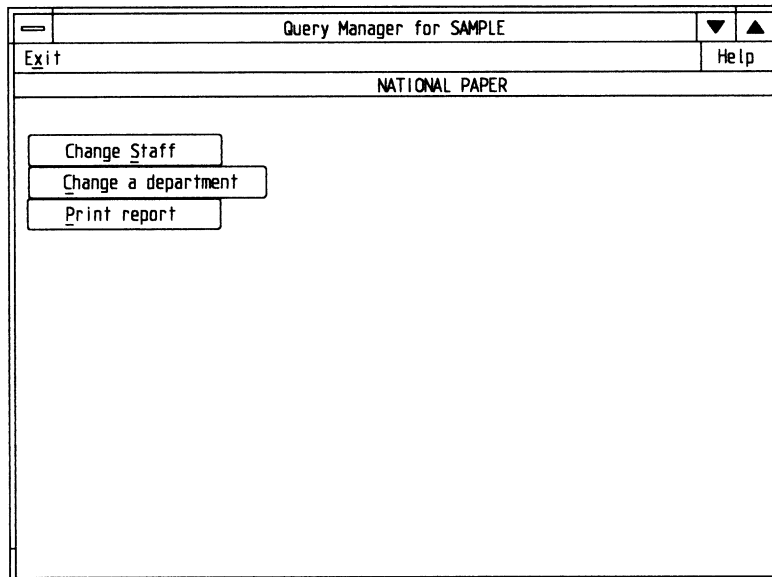 Query Manager for SAMPLE
Exit Help
NATIONAL PAPER
Change Staff
Change a department
Print report